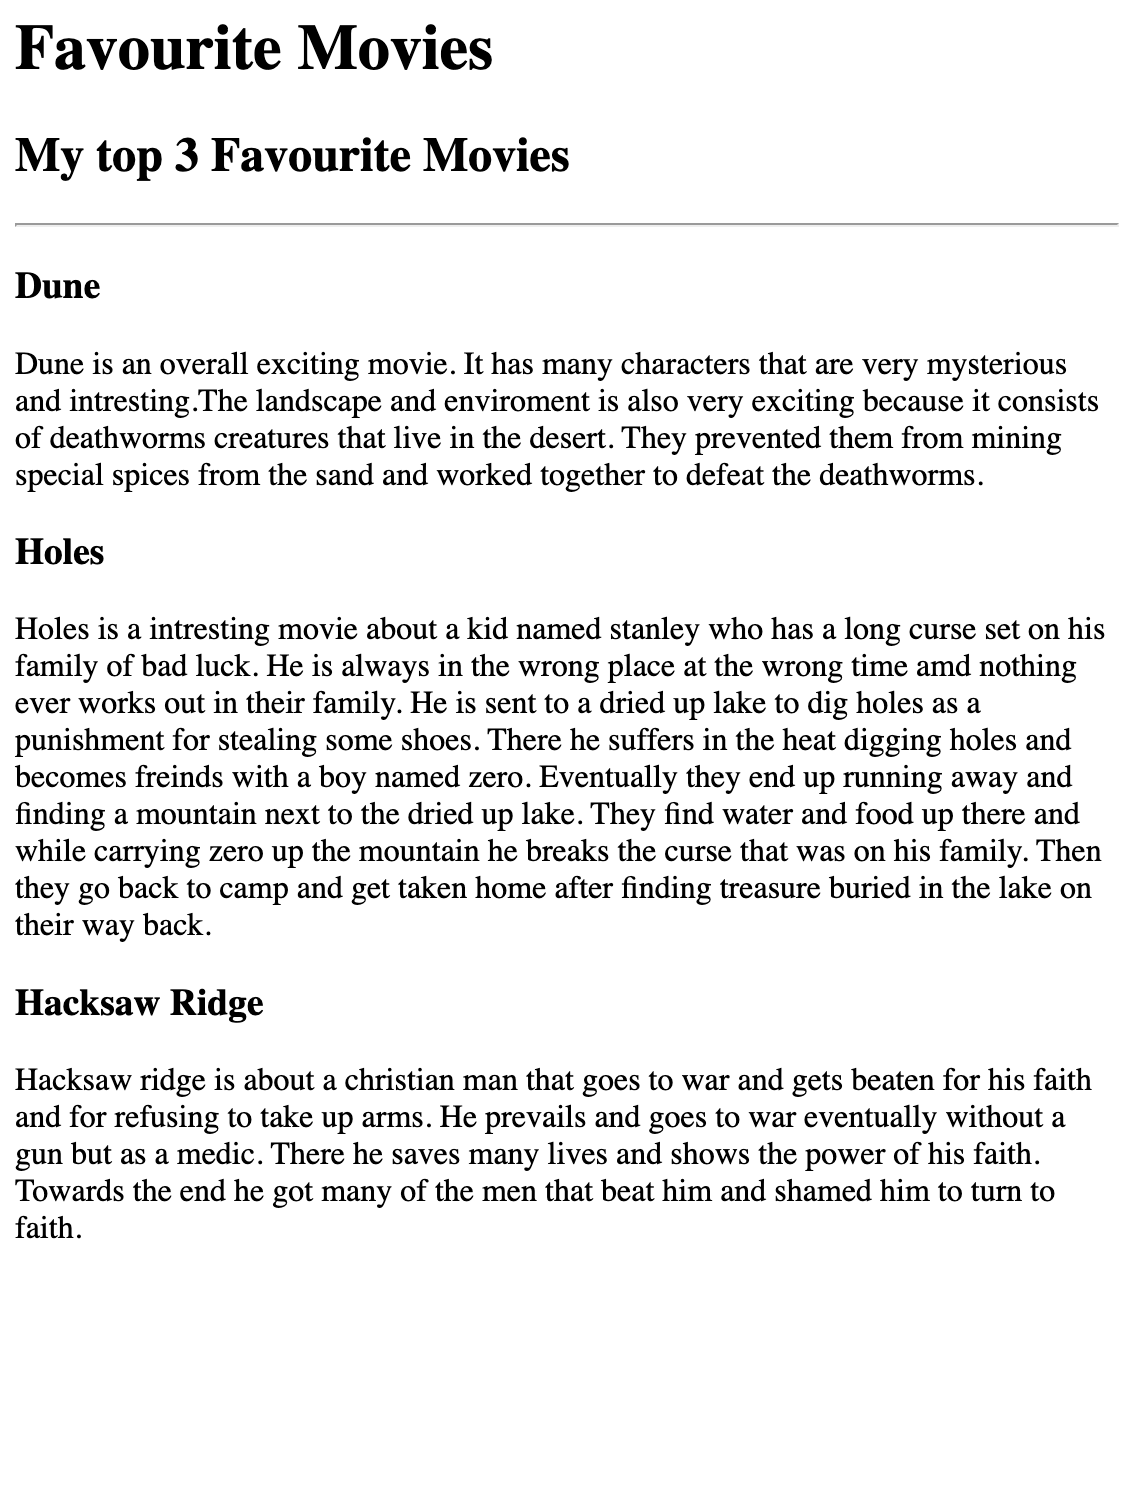 Favourite Movies
My top 3 Favourite Movies
Dune
Dune is an overall exciting movie. It has many characters that are very mysterious
and intresting.The landscape and enviroment is also very exciting because it consists
of deathworms creatures that live in the desert. They prevented them from mining
special spices from the sand and worked together to defeat the deathworms.
Holes
Holes is a intresting movie about a kid named stanley who has a long curse set on his
family of bad luck. He is always in the wrong place at the wrong time amd nothing
ever works out in their family. He is sent to a dried up lake to dig holes as a
punishment for stealing some shoes. There he suffers in the heat digging holes and
becomes freinds with a boy named zero. Eventually they end up running away and
finding a mountain next to the dried up lake. They find water and food up there and
while carrying zero up the mountain he breaks the curse that was on his family. Then
they go back to camp and get taken home after finding treasure buried in the lake on
their way back.
Hacksaw Ridge
Hacksaw ridge is about a christian man that goes to war and gets beaten for his faith
and for refusing to take up arms. He prevails and goes to war eventually without a
gun but as a medic. There he saves many lives and shows the power of his faith.
Towards the end he got many of the men that beat him and shamed him to turn to
faith.